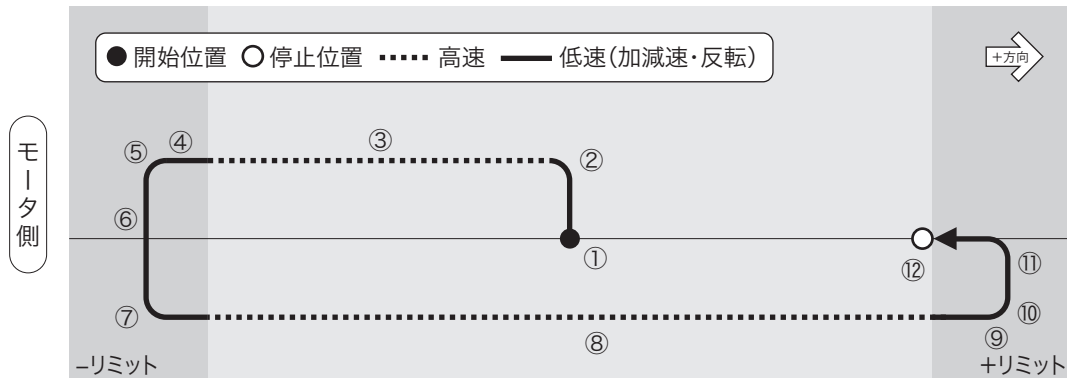 開始位置 停止位置 高速 低速(加減速・反転)
+方向
モータ側
③
④
⑤
②
⑥
①
⑫
⑪
⑦
⑧
⑩
⑨
−リミット
+リミット